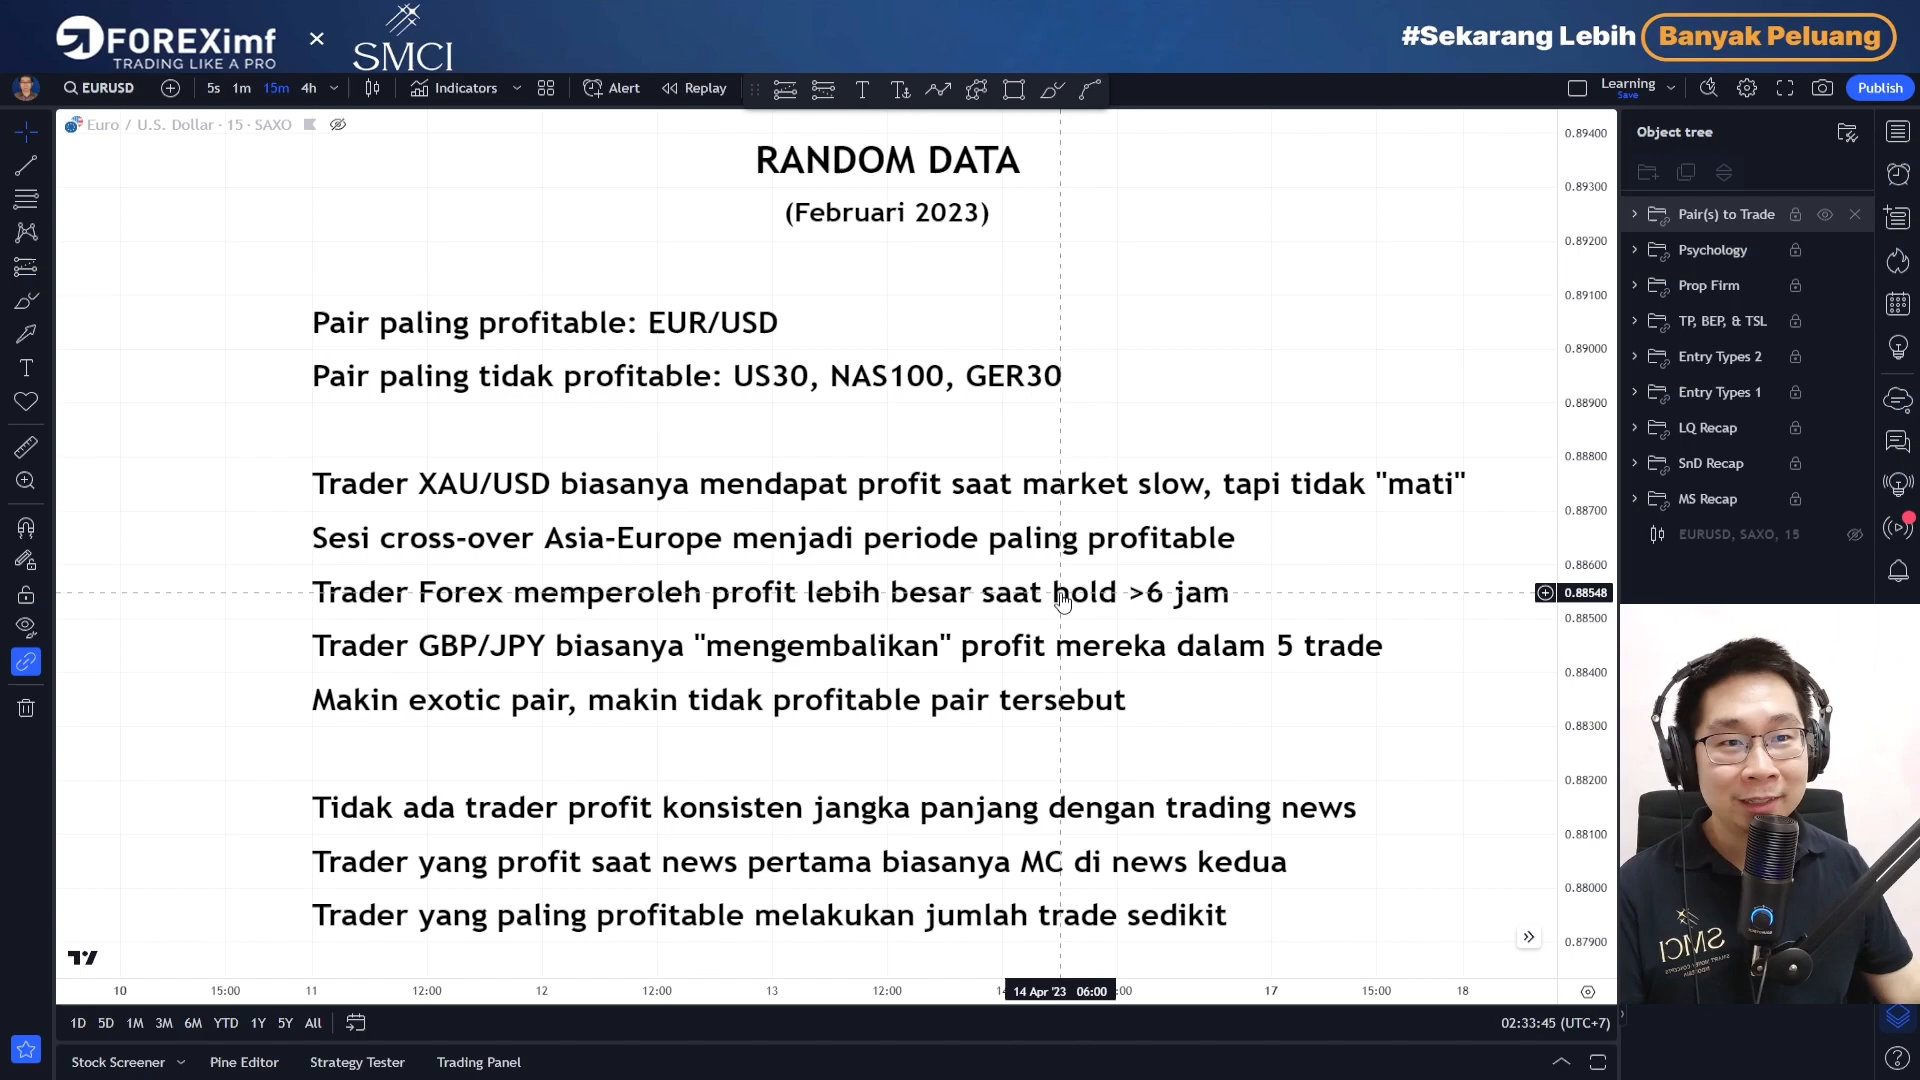 FOREXimf
TRADING LIKE A PRO
×
SMCI
#Sekarang Lebih Banyak Peluang
EURUSD 5s 1m 15m 4h Indicators Alert Replay Learning Save Publish
Euro / U.S. Dollar · 15 · SAXO
RANDOM DATA
(Februari 2023)
Pair paling profitable: EUR/USD
Pair paling tidak profitable: US30, NAS100, GER30
Trader XAU/USD biasanya mendapat profit saat market slow, tapi tidak "mati"
Sesi cross-over Asia-Europe menjadi periode paling profitable
Trader Forex memperoleh profit lebih besar saat hold >6 jam
Trader GBP/JPY biasanya "mengembalikan" profit mereka dalam 5 trade
Makin exotic pair, makin tidak profitable pair tersebut
Tidak ada trader profit konsisten jangka panjang dengan trading news
Trader yang profit saat news pertama biasanya MC di news kedua
Trader yang paling profitable melakukan jumlah trade sedikit
0.89400
0.89300
0.89200
0.89100
0.89000
0.88900
0.88800
0.88700
0.88600
0.88548
0.88500
0.88400
0.88300
0.88200
0.88100
0.88000
0.87900
10 15:00 11 12:00 12 12:00 13 12:00 14 Apr '23 06:00 :00 17 15:00 18
1D 5D 1M 3M 6M YTD 1Y 5Y All
02:33:45 (UTC+7)
Stock Screener Pine Editor Strategy Tester Trading Panel
Object tree
Pair(s) to Trade
Psychology
Prop Firm
TP, BEP, & TSL
Entry Types 2
Entry Types 1
LQ Recap
SnD Recap
MS Recap
EURUSD, SAXO, 15
SMCI